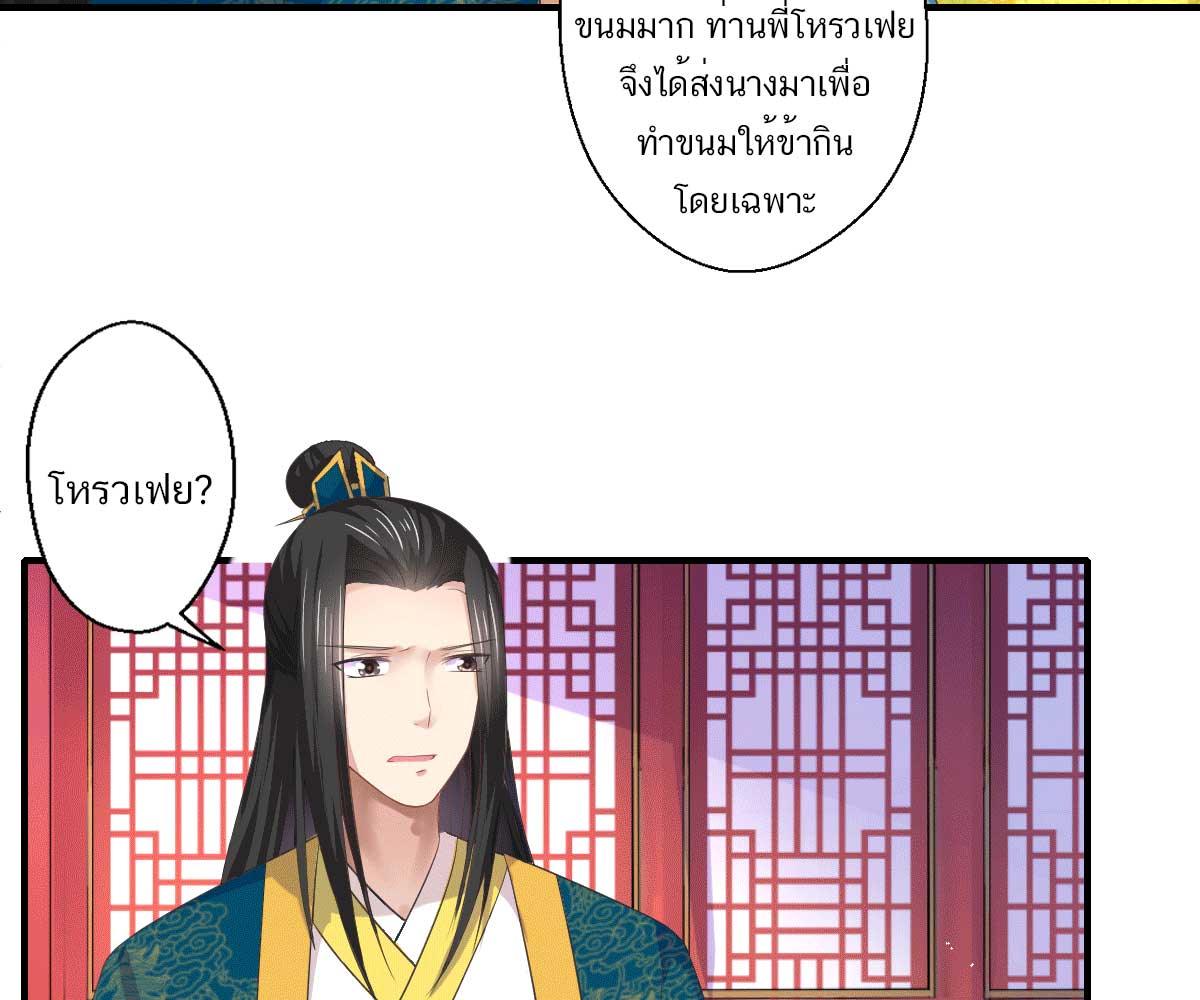 ขนมมาก ท่านพี่โหรวเฟย
จึงได้ส่งนางมาเพื่อ
ทำขนมให้ข้ากิน
โดยเฉพาะ
โหรวเฟย?